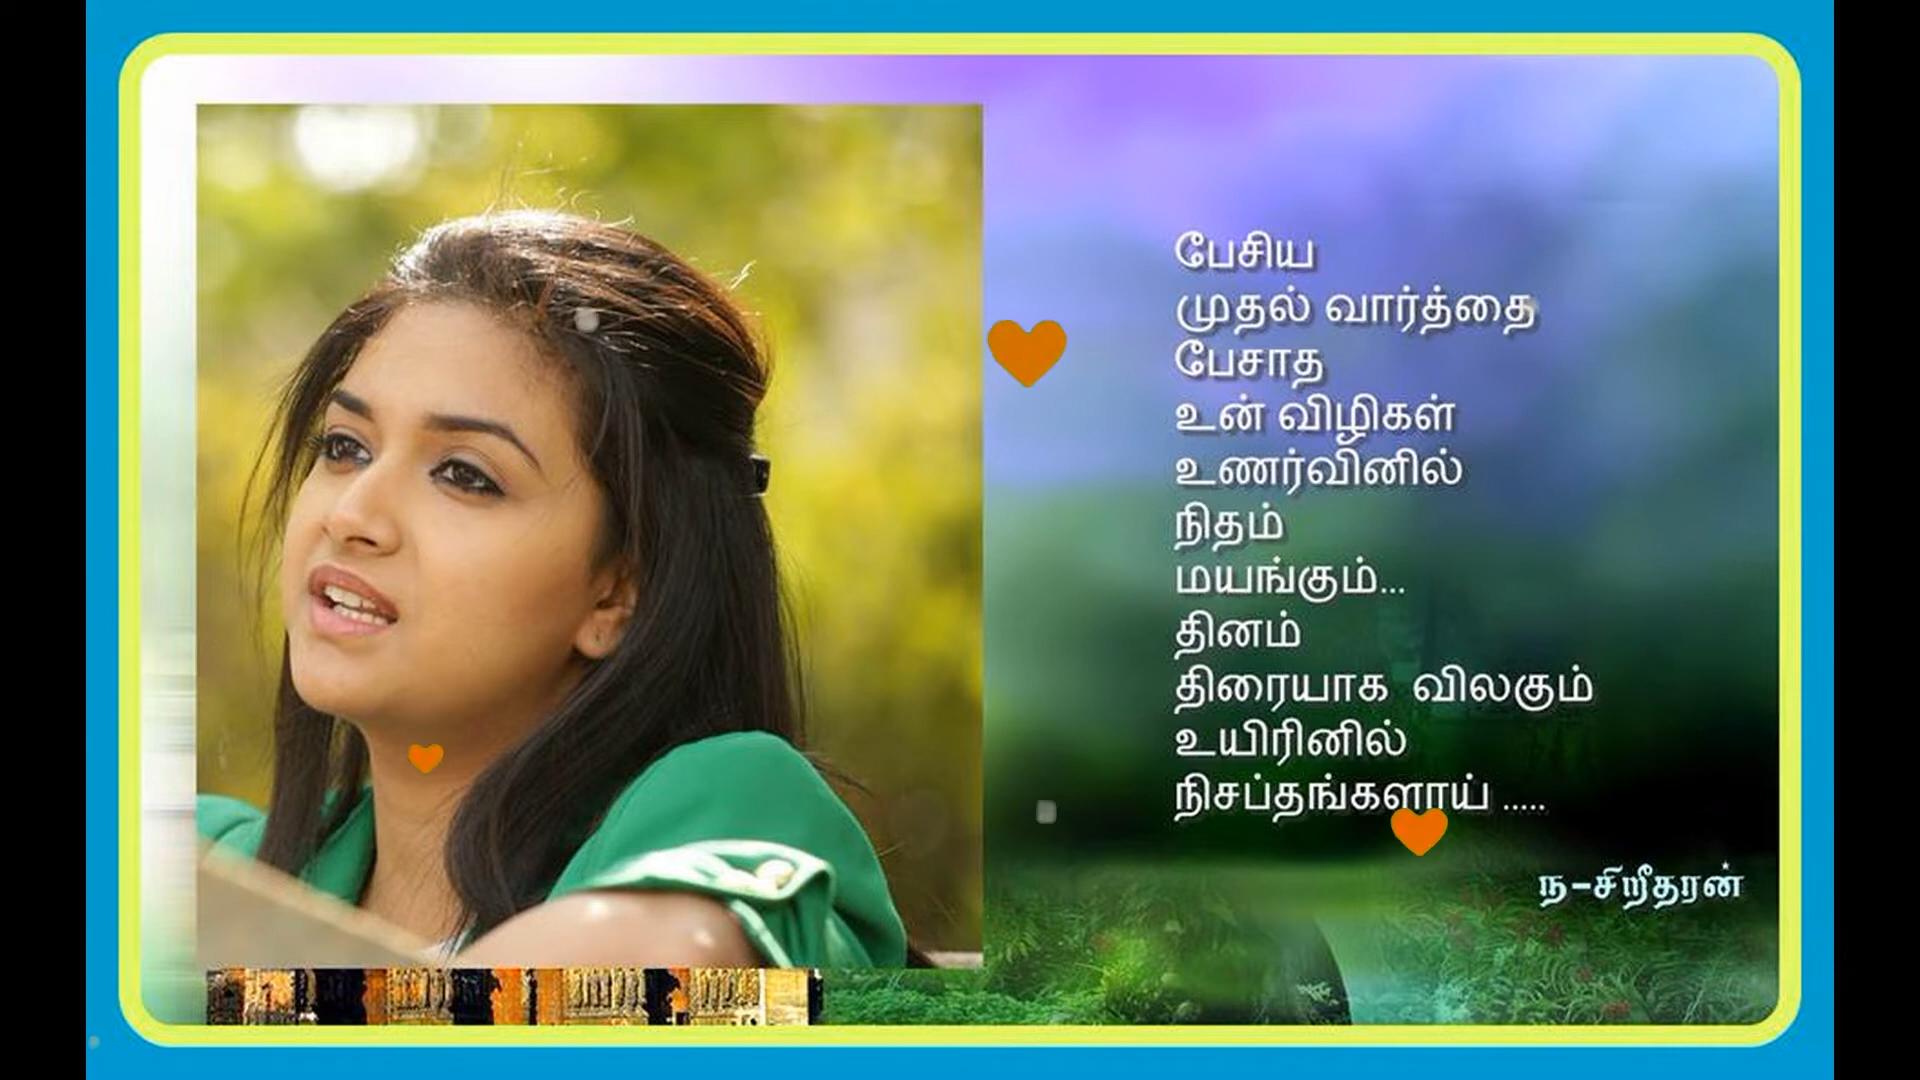 பேசிய
முதல் வார்த்தை
பேசாத
உன் விழிகள்
உணர்வினில்
நிதம்
மயங்கும்...
தினம்
திரையாக விலகும்
உயிரினில்
நிசப்தங்களாய் .....
ந-சிறீதரன்